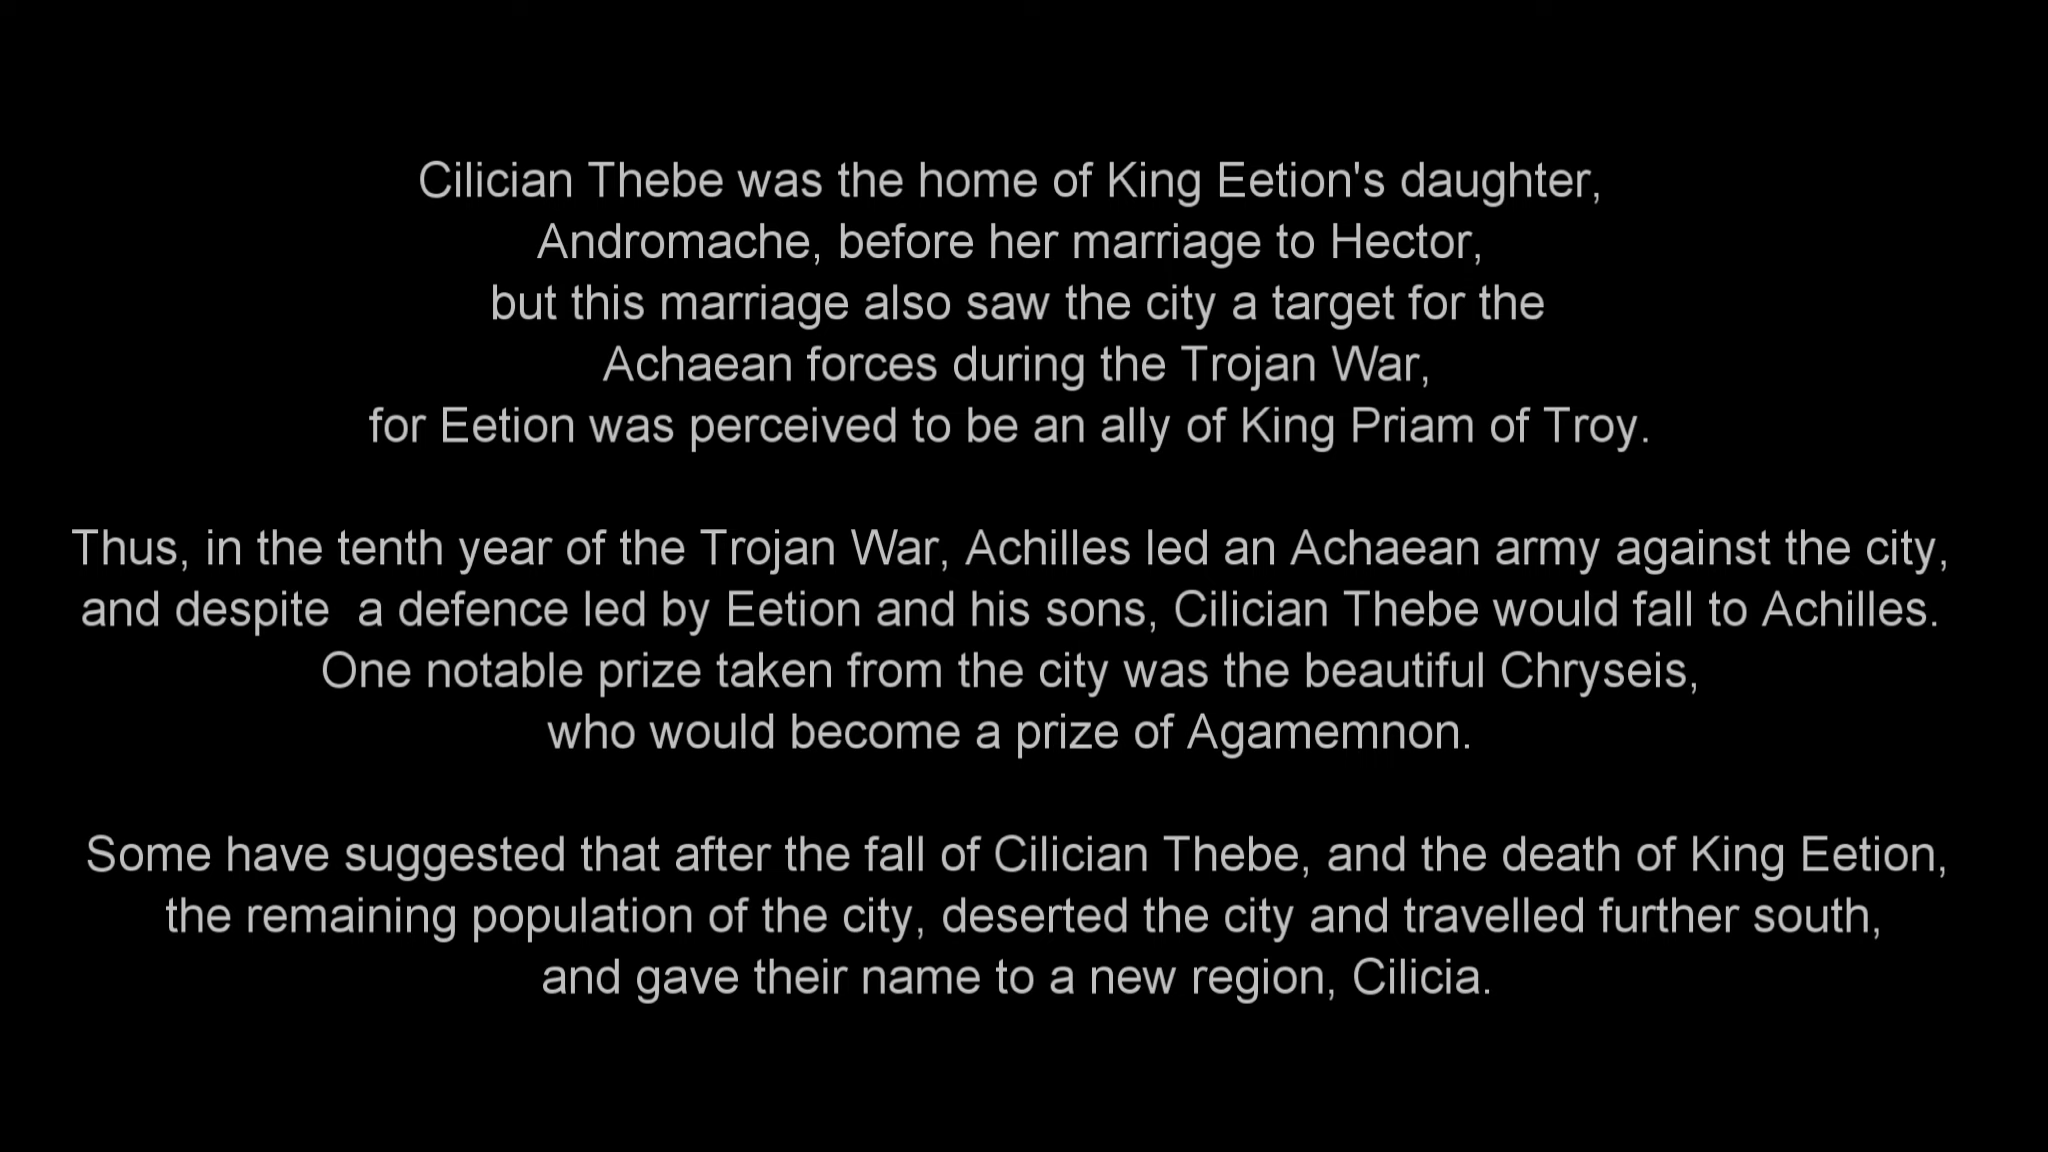 Cilician Thebe was the home of King Eetion's daughter,
Andromache, before her marriage to Hector,
but this marriage also saw the city a target for the
Achaean forces during the Trojan War,
for Eetion was perceived to be an ally of King Priam of Troy.
Thus, in the tenth year of the Trojan War, Achilles led an Achaean army against the city,
and despite  a defence led by Eetion and his sons, Cilician Thebe would fall to Achilles.
One notable prize taken from the city was the beautiful Chryseis,
who would become a prize of Agamemnon.
Some have suggested that after the fall of Cilician Thebe, and the death of King Eetion,
the remaining population of the city, deserted the city and travelled further south,
and gave their name to a new region, Cilicia.